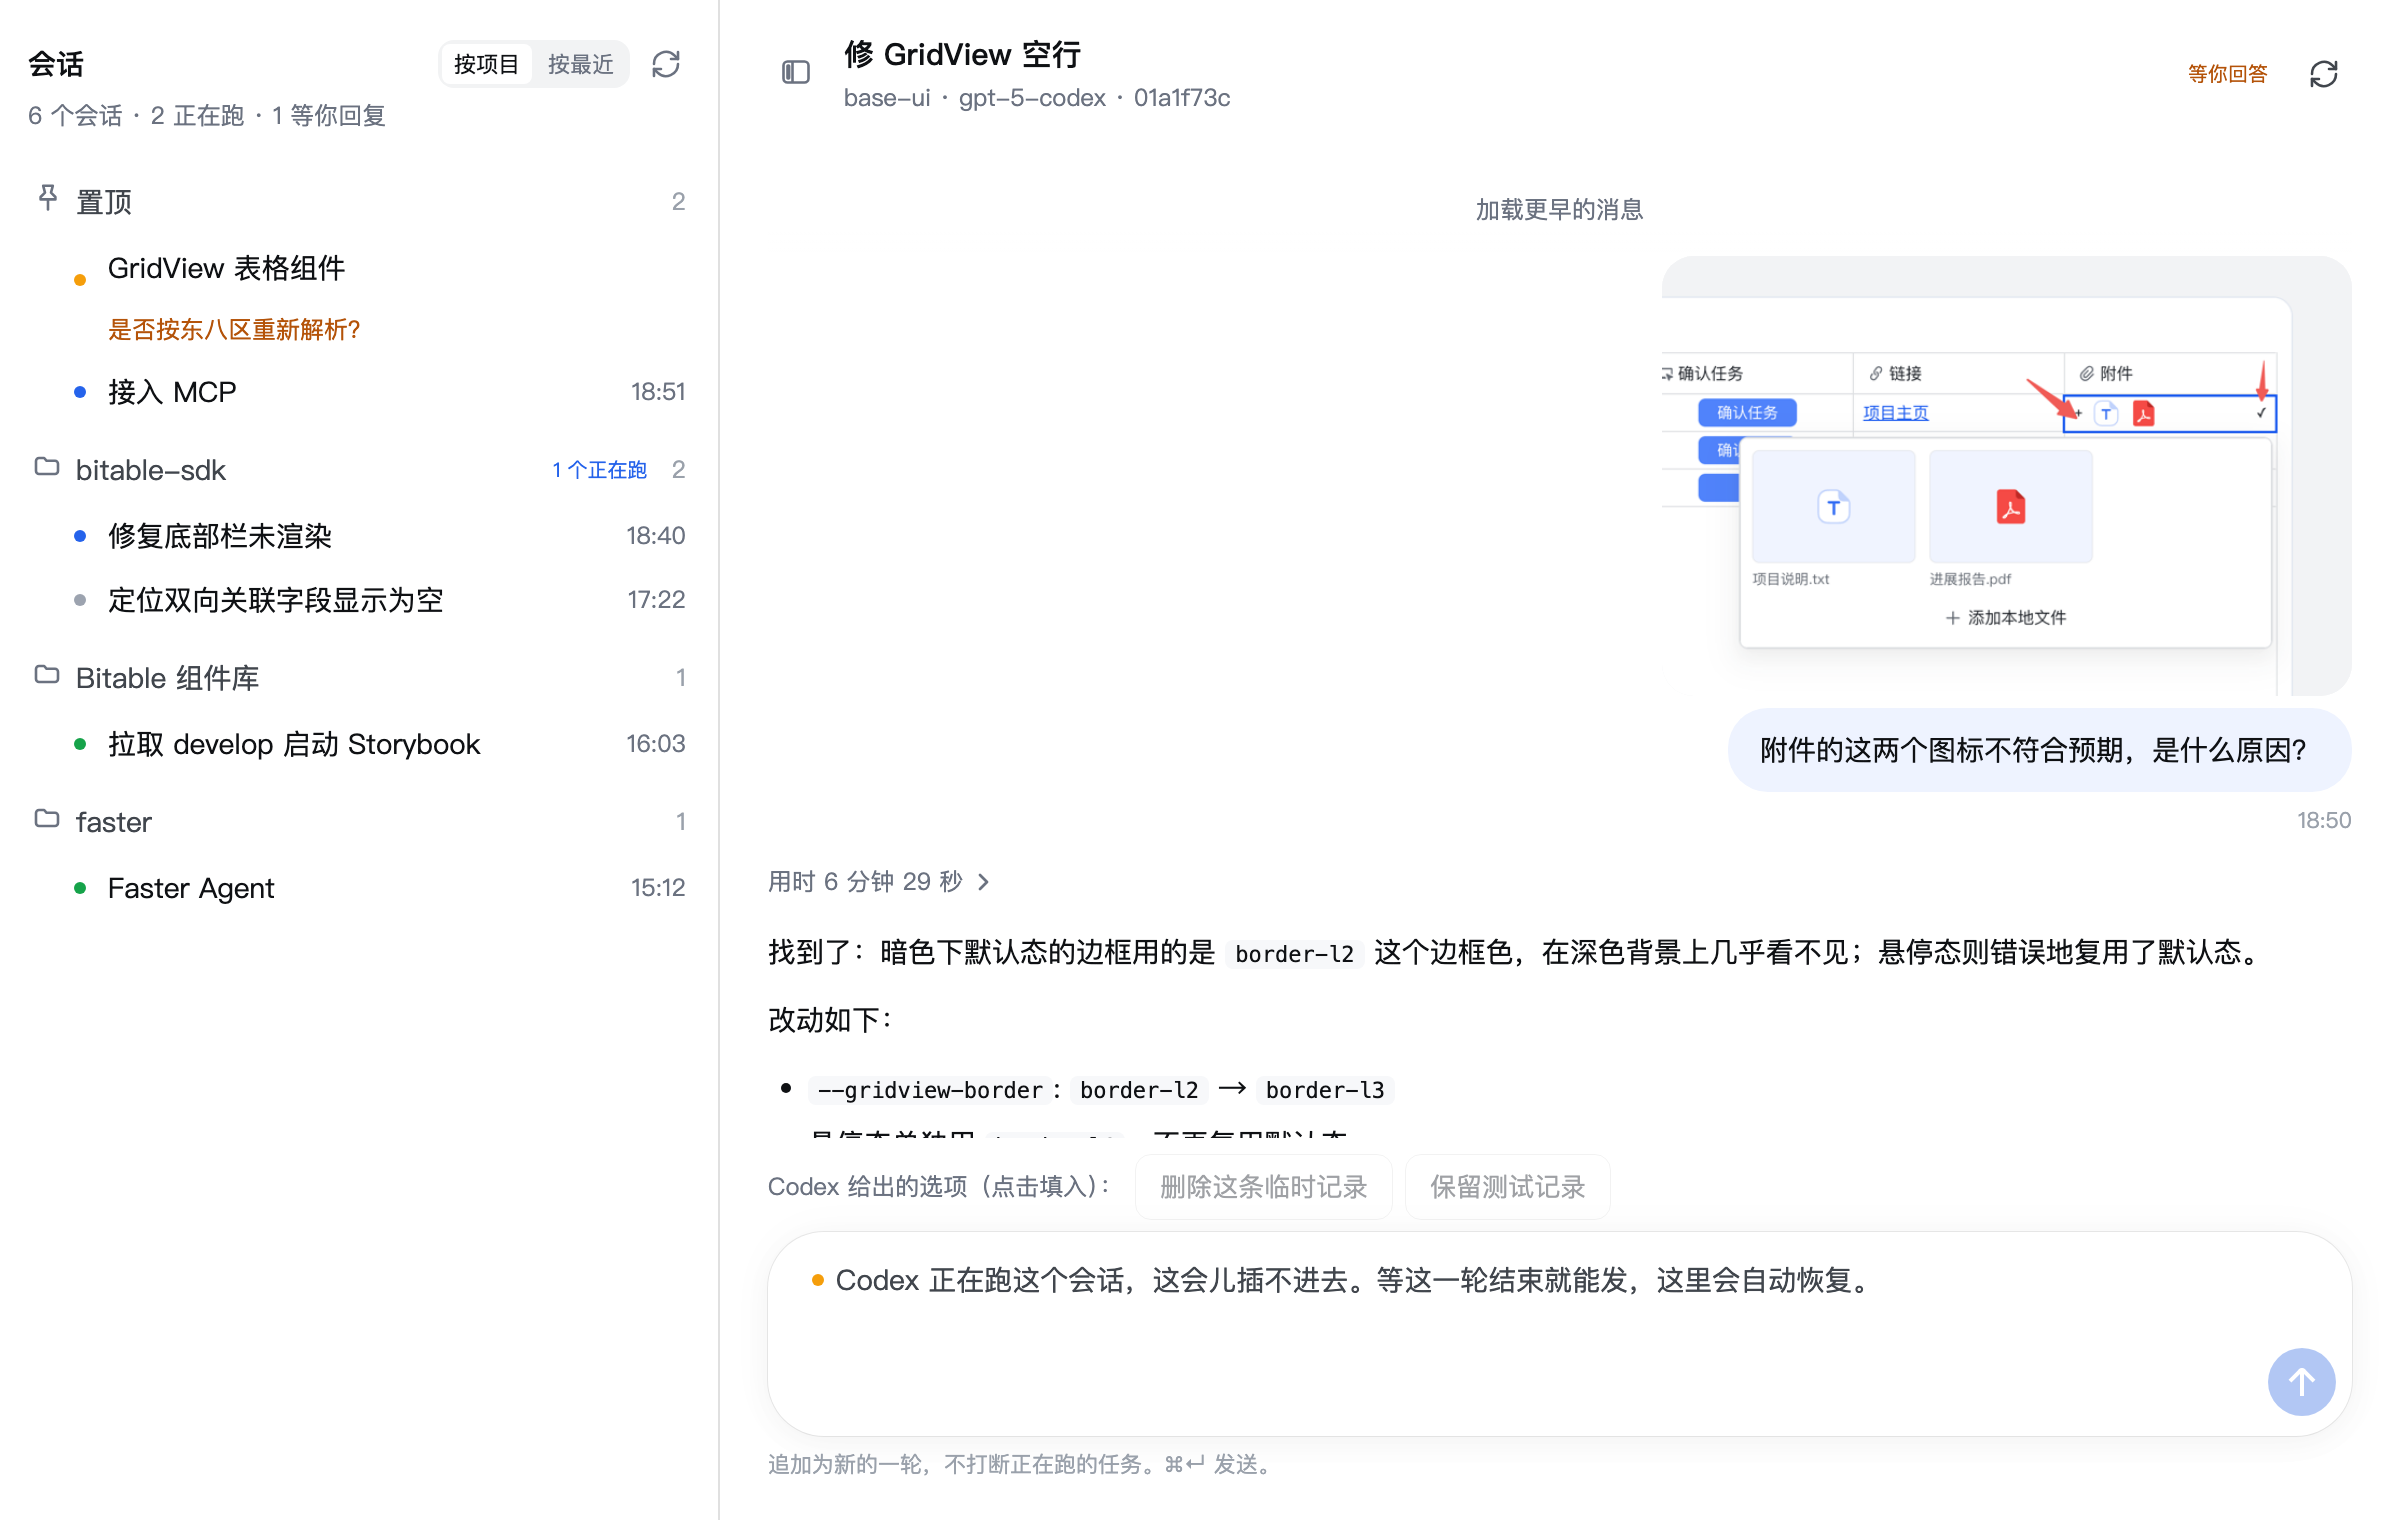 会话
按项目 按最近
6 个会话 · 2 正在跑 · 1 等你回复
置顶 2
GridView 表格组件
是否按东八区重新解析?
接入 MCP 18:51
bitable-sdk 1 个正在跑 2
修复底部栏未渲染 18:40
定位双向关联字段显示为空 17:22
Bitable 组件库 1
拉取 develop 启动 Storybook 16:03
faster 1
Faster Agent 15:12
修 GridView 空行
base-ui · gpt-5-codex · 01a1f73c
等你回答
加载更早的消息
确认任务 链接 附件
确认任务 项目主页 + T ✓
确
T
项目说明.txt 进展报告.pdf
+ 添加本地文件
附件的这两个图标不符合预期，是什么原因？
18:50
用时 6 分钟 29 秒 >
找到了：暗色下默认态的边框用的是 border-l2 这个边框色，在深色背景上几乎看不见；悬停态则错误地复用了默认态。
改动如下：
• --gridview-border: border-l2 → border-l3
Codex 给出的选项（点击填入）： 删除这条临时记录 保留测试记录
Codex 正在跑这个会话，这会儿插不进去。等这一轮结束就能发，这里会自动恢复。
追加为新的一轮，不打断正在跑的任务。⌘↵ 发送。